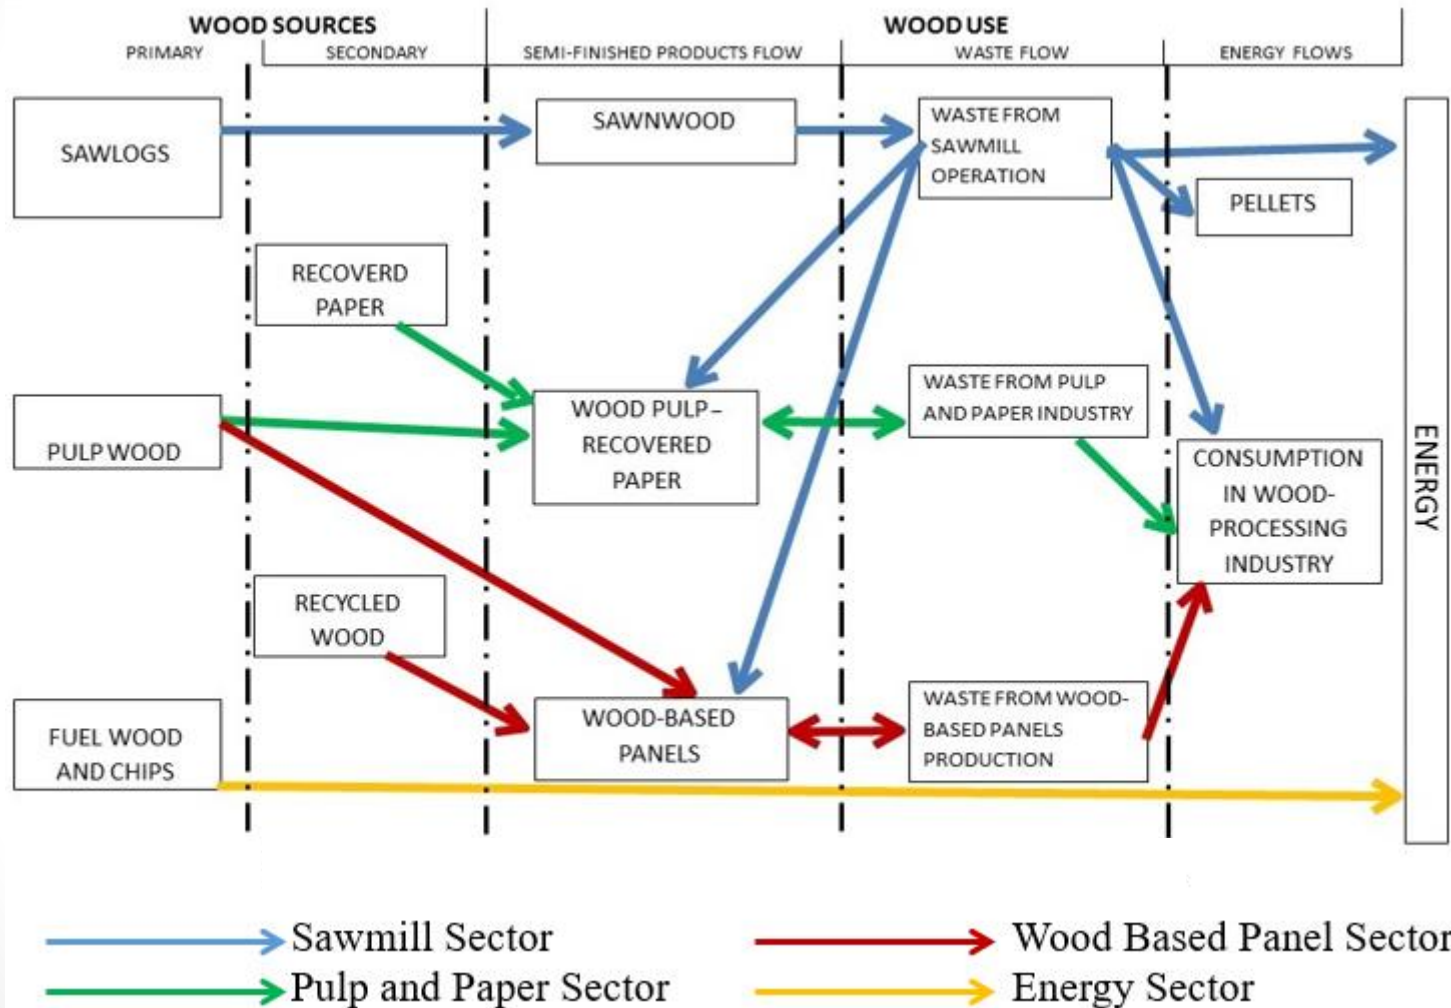 WOOD SOURCES
WOOD USE
PRIMARY
SECONDARY
SEMI-FINISHED PRODUCTS FLOW
WASTE FLOW
ENERGY FLOWS
SAWLOGS
SAWNWOOD
WASTE FROM
SAWMILL
OPERATION
PELLETS
RECOVERD
PAPER
PULP WOOD
WOOD PULP –
RECOVERED
PAPER
WASTE FROM PULP
AND PAPER INDUSTRY
CONSUMPTION
IN WOOD-
PROCESSING
INDUSTRY
ENERGY
RECYCLED
WOOD
FUEL WOOD
AND CHIPS
WOOD-BASED
PANELS
WASTE FROM WOOD-
BASED PANELS
PRODUCTION
Sawmill Sector
Wood Based Panel Sector
Pulp and Paper Sector
Energy Sector